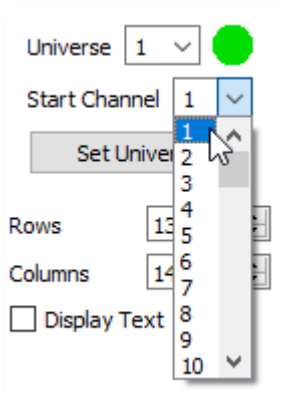 Universe 1
Start Channel 1
1
Set Univer
2
3
Rows 13
4
5
Columns 14
6
7
Display Text
8
9
10